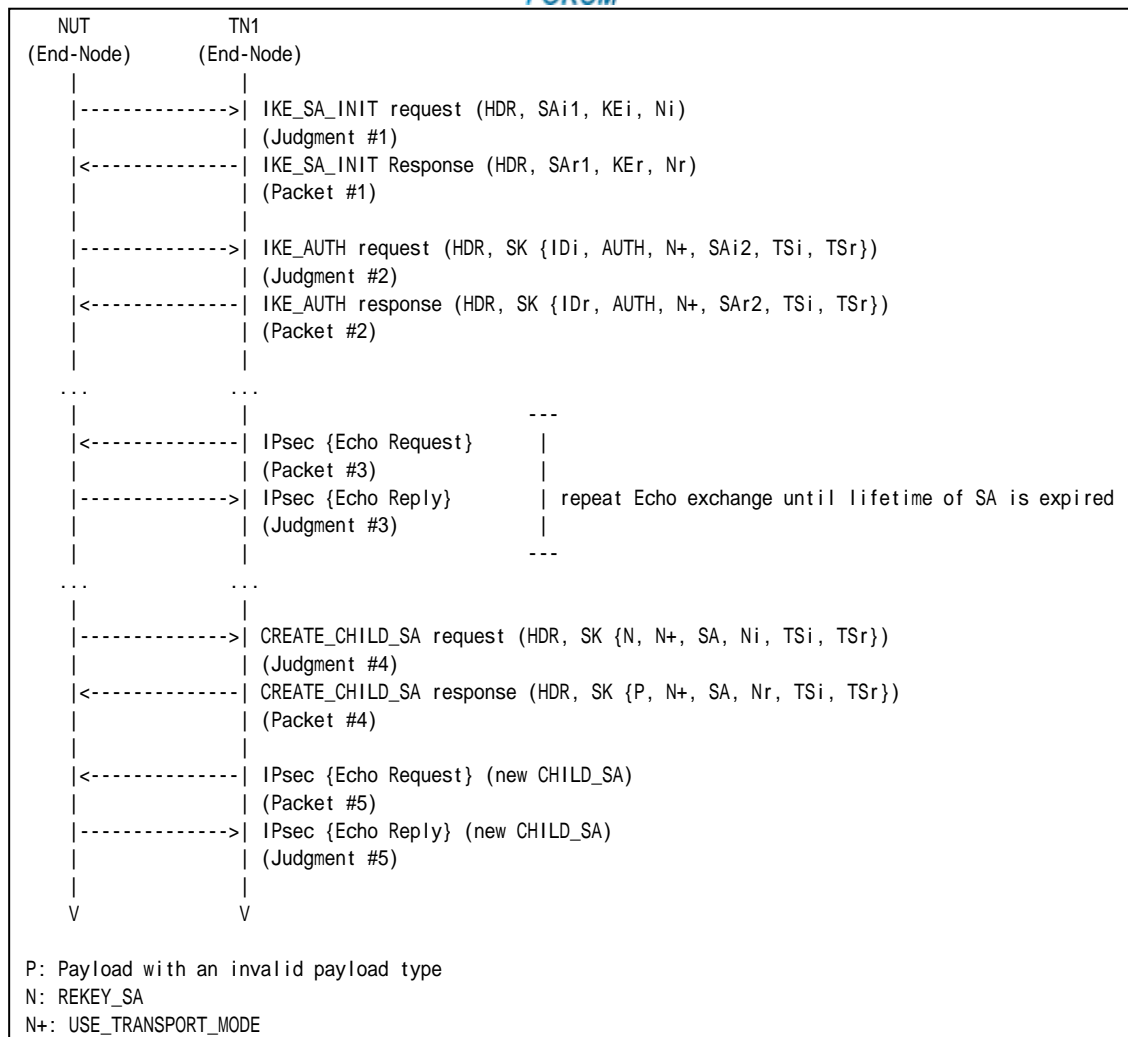 FORUM
NUT TN1
(End-Node) (End-Node)
| |
|-------------->| IKE_SA_INIT request (HDR, SAi1, KEi, Ni)
| | (Judgment #1)
|<--------------| IKE_SA_INIT Response (HDR, SAr1, KEr, Nr)
| | (Packet #1)
| |
|-------------->| IKE_AUTH request (HDR, SK {IDi, AUTH, N+, SAi2, TSi, TSr})
| | (Judgment #2)
|<--------------| IKE_AUTH response (HDR, SK {IDr, AUTH, N+, SAr2, TSi, TSr})
| | (Packet #2)
| |
... ...
| | ---
|<--------------| IPsec {Echo Request} |
| | (Packet #3) |
|-------------->| IPsec {Echo Reply} | repeat Echo exchange until lifetime of SA is expired
| | (Judgment #3) |
| | ---
... ...
| |
|-------------->| CREATE_CHILD_SA request (HDR, SK {N, N+, SA, Ni, TSi, TSr})
| | (Judgment #4)
|<--------------| CREATE_CHILD_SA response (HDR, SK {P, N+, SA, Nr, TSi, TSr})
| | (Packet #4)
| |
|<--------------| IPsec {Echo Request} (new CHILD_SA)
| | (Packet #5)
|-------------->| IPsec {Echo Reply} (new CHILD_SA)
| | (Judgment #5)
| |
V V
P: Payload with an invalid payload type
N: REKEY_SA
N+: USE_TRANSPORT_MODE